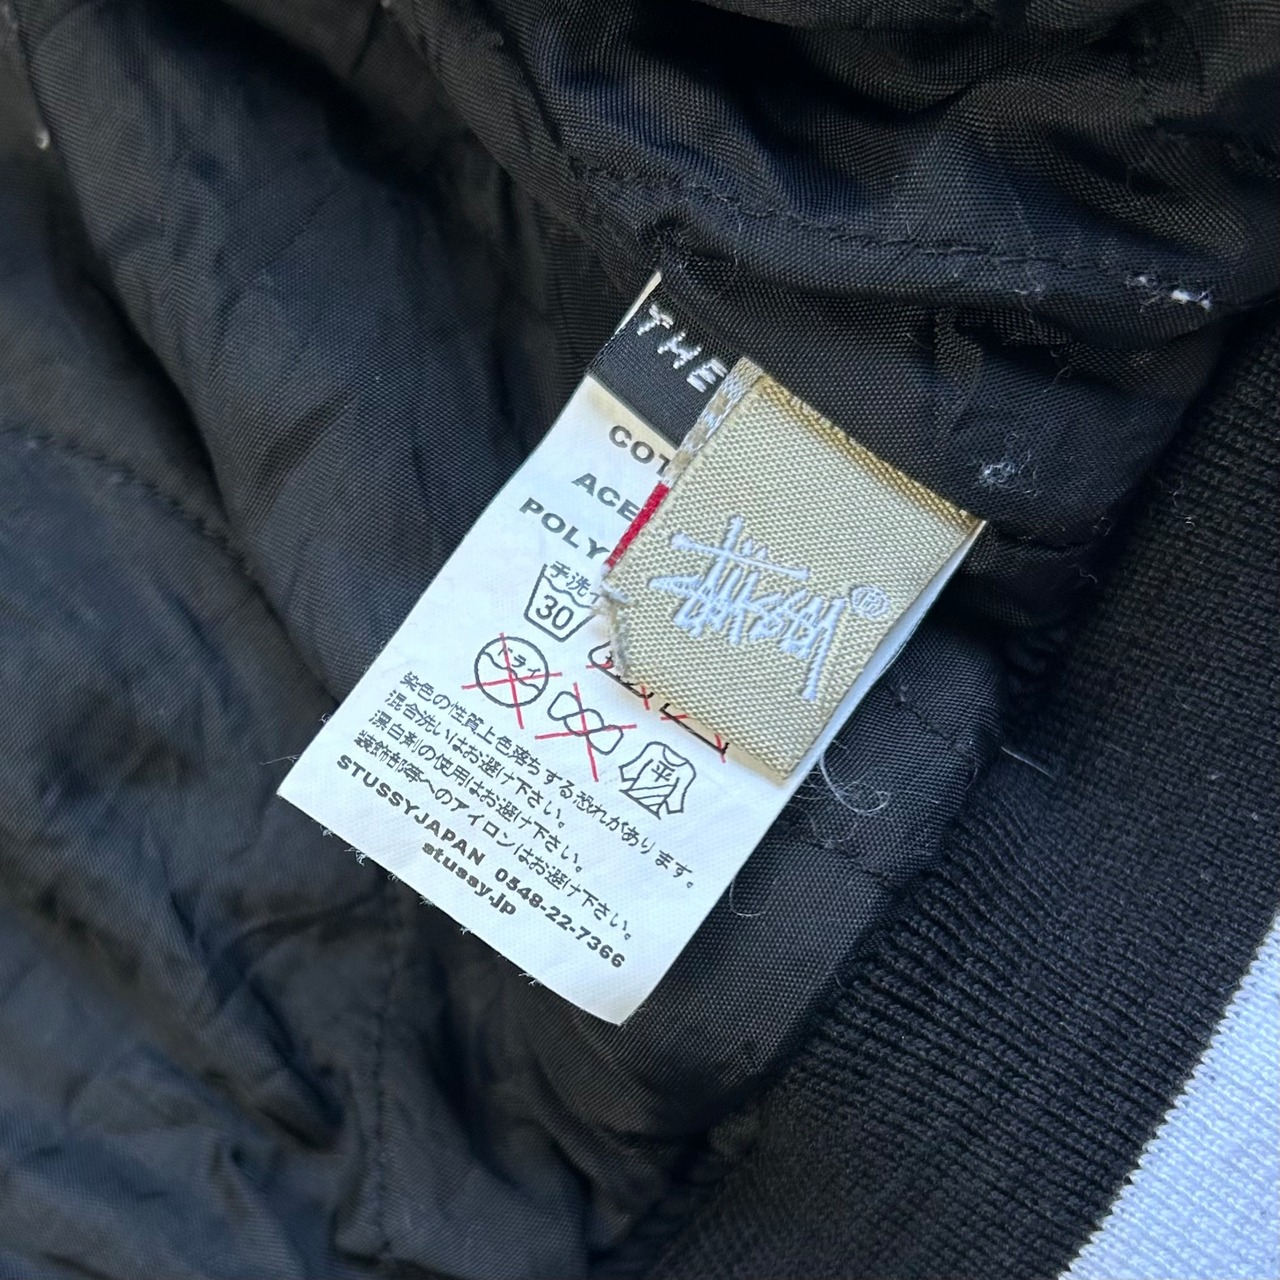 THE
COT
ACE
POLY
Stüssy®
手洗イ
30
ドライ
平
染色の性質上色落ちする恐れがあります。
混合洗いはお避け下さい。
漂白剤の使用はお避け下さい。
装飾部等へのアイロンはお避け下さい。
STUSSYJAPAN 0548-22-7366
stussy.jp